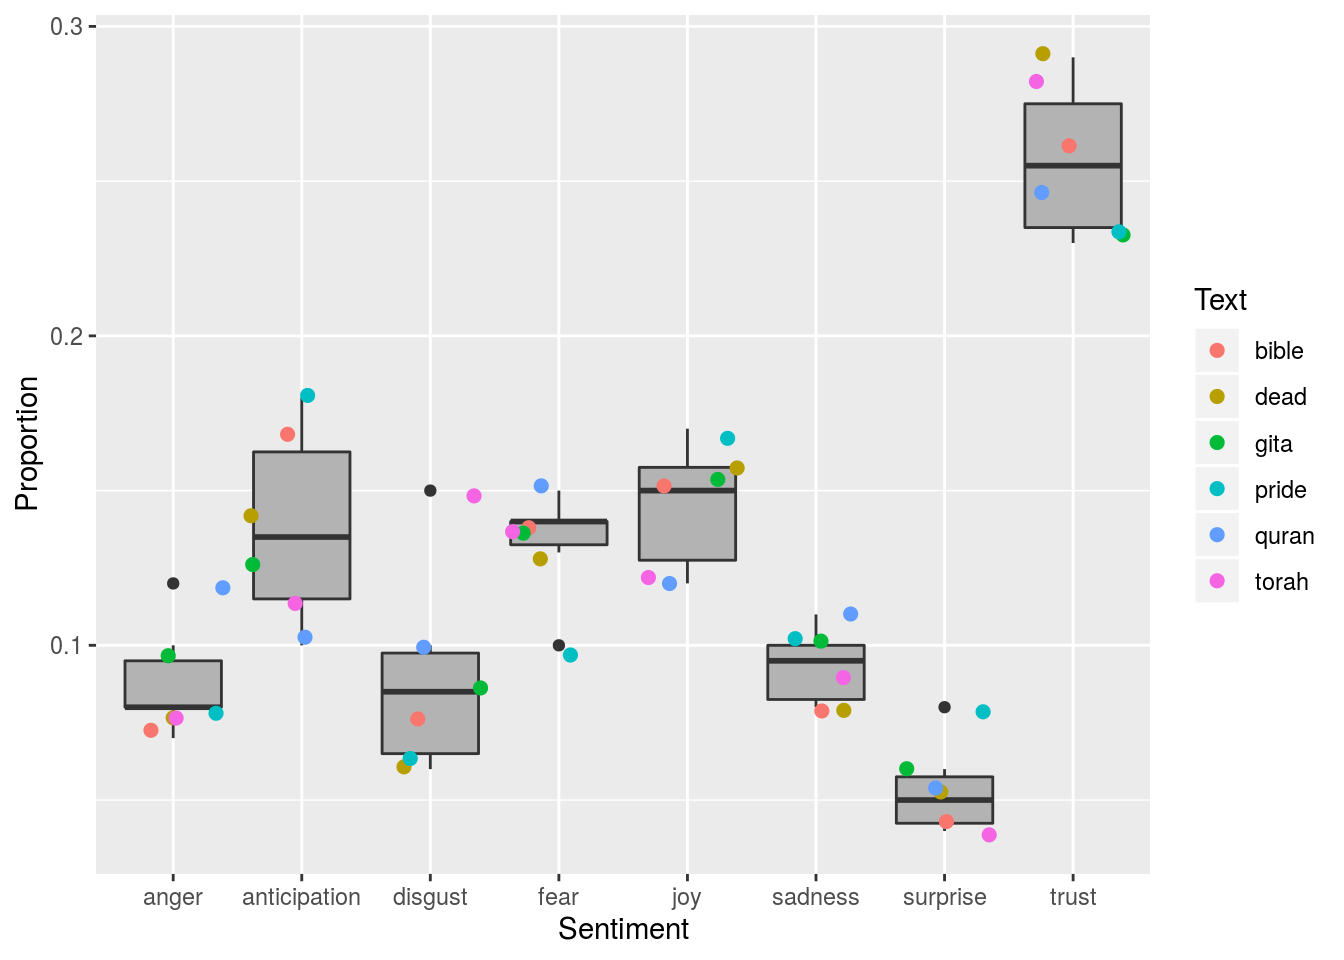 0.3
0.2
0.1
Proportion
anger anticipation disgust fear joy sadness surprise trust
Sentiment
Text
bible
dead
gita
pride
quran
torah